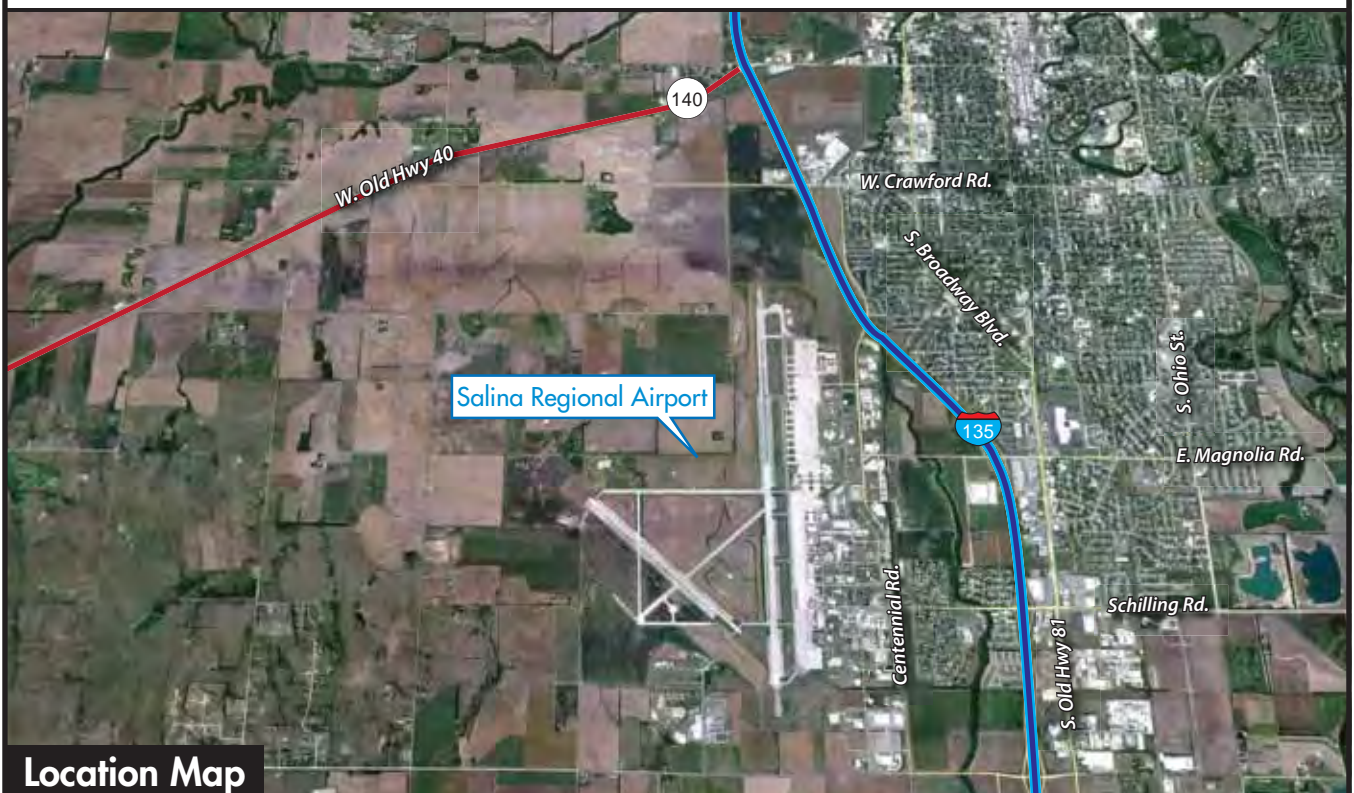 140
W. Old Hwy 40
W. Crawford Rd.
S. Broadway Blvd.
S. Ohio St.
Salina Regional Airport
135
E. Magnolia Rd.
Centennial Rd.
Schilling Rd.
S. Old Hwy 81
Location Map